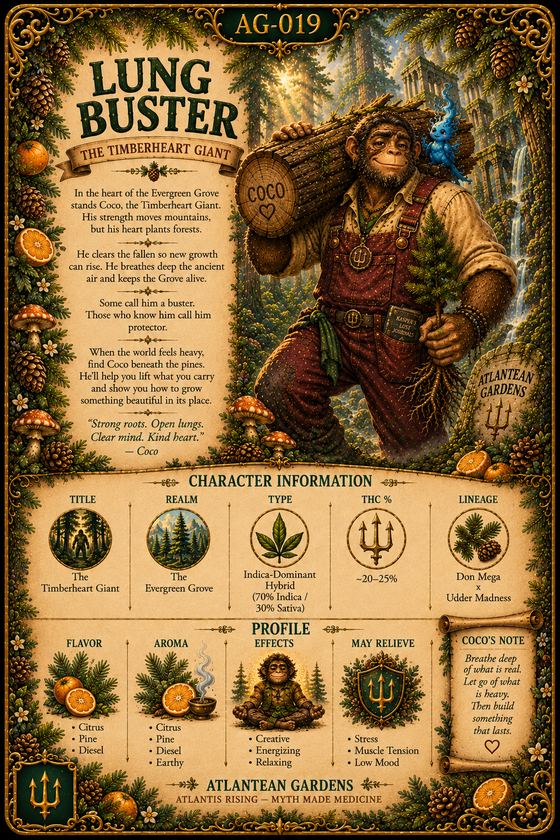 AG-019
LUNG
BUSTER
THE TIMBERHEART GIANT
In the heart of the Evergreen Grove
stands Coco, the Timberheart Giant.
His strength moves mountains,
but his heart plants forests.
He clears the fallen so new growth
can rise. He breathes deep the ancient
air and keeps the Grove alive.
Some call him a buster.
Those who know him call him
protector.
When the world feels heavy,
find Coco beneath the pines.
He'll help you lift what you carry
and show you how to grow
something beautiful in its place.
"Strong roots. Open lungs.
Clear mind. Kind heart."
— Coco
COCO
NATURE'S
LOST
JOURNAL
ATLANTEAN
GARDENS
CHARACTER INFORMATION
TITLE
The
Timberheart Giant
REALM
The
Evergreen Grove
TYPE
Indica-Dominant
Hybrid
(70% Indica /
30% Sativa)
THC %
~20–25%
LINEAGE
Don Mega
x
Udder Madness
PROFILE
FLAVOR
• Citrus
• Pine
• Diesel
AROMA
• Citrus
• Pine
• Diesel
• Earthy
EFFECTS
• Creative
• Energizing
• Relaxing
MAY RELIEVE
• Stress
• Muscle Tension
• Low Mood
COCO'S NOTE
Breathe deep
of what is real.
Let go of what
is heavy.
Then build
something
that lasts.
ATLANTEAN GARDENS
ATLANTIS RISING — MYTH MADE MEDICINE